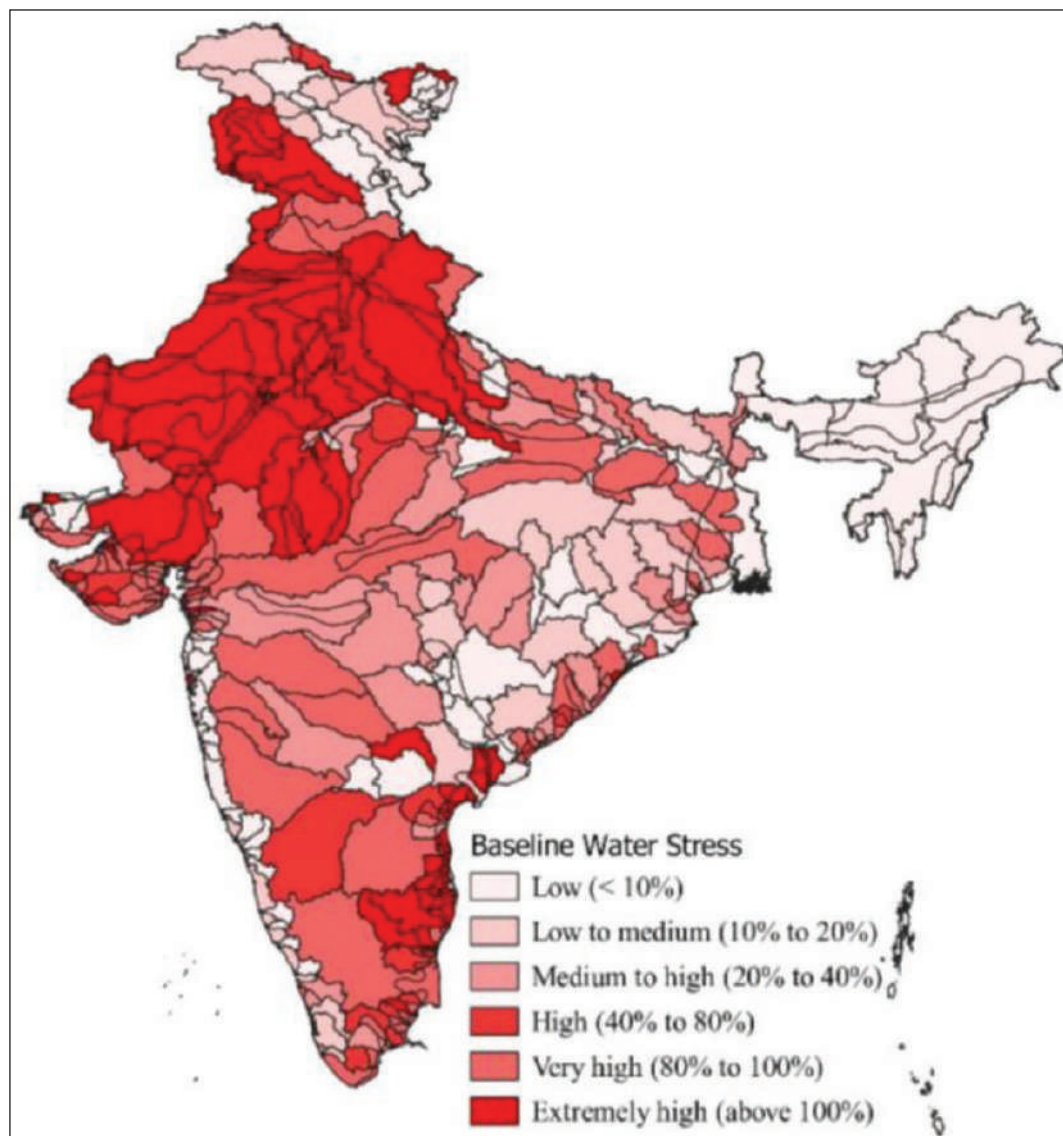 Baseline Water Stress
Low (< 10%)
Low to medium (10% to 20%)
Medium to high (20% to 40%)
High (40% to 80%)
Very high (80% to 100%)
Extremely high (above 100%)